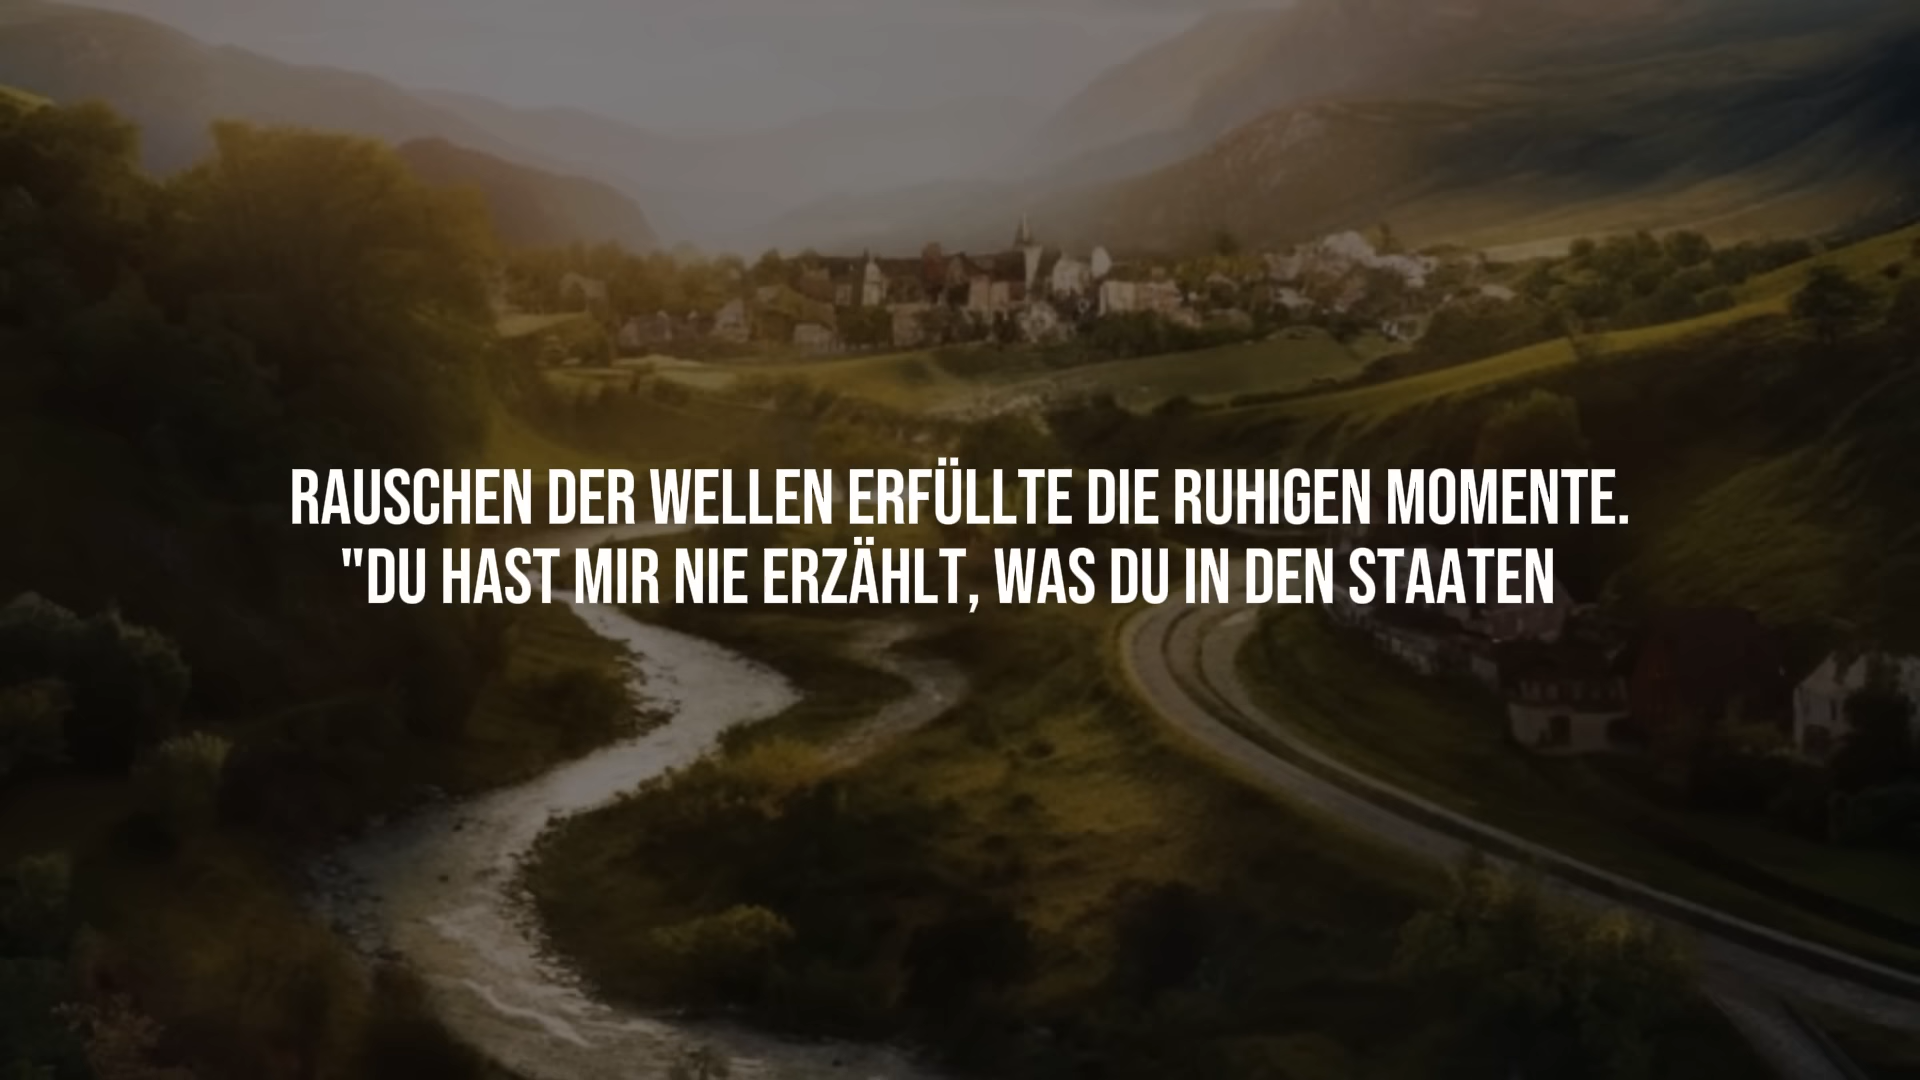 RAUSCHEN DER WELLEN ERFÜLLTE DIE RUHIGEN MOMENTE.
"DU HAST MIR NIE ERZÄHLT, WAS DU IN DEN STAATEN